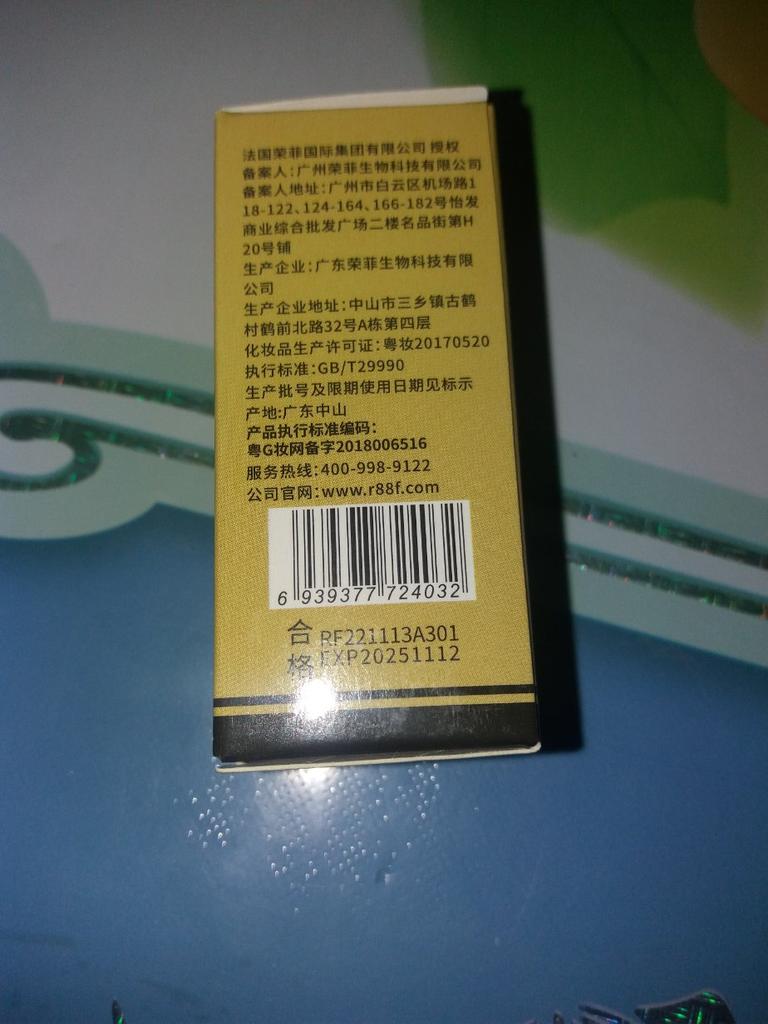 法国荣菲国际集团有限公司 授权
备案人:广州荣菲生物科技有限公司
备案人地址:广州市白云区机场路1
18-122、124-164、166-182号怡发
商业综合批发广场二楼名品街第H
20号铺
生产企业:广东荣菲生物科技有限
公司
生产企业地址:中山市三乡镇古鹤
村鹤前北路32号A栋第四层
化妆品生产许可证:粤妆20170520
执行标准:GB/T29990
生产批号及限期使用日期见标示
产地:广东中山
产品执行标准编码:
粤G妆网备字2018006516
服务热线:400-998-9122
公司官网:www.r88f.com
6 939377 724032
合格
RF221113A301
EXP20251112